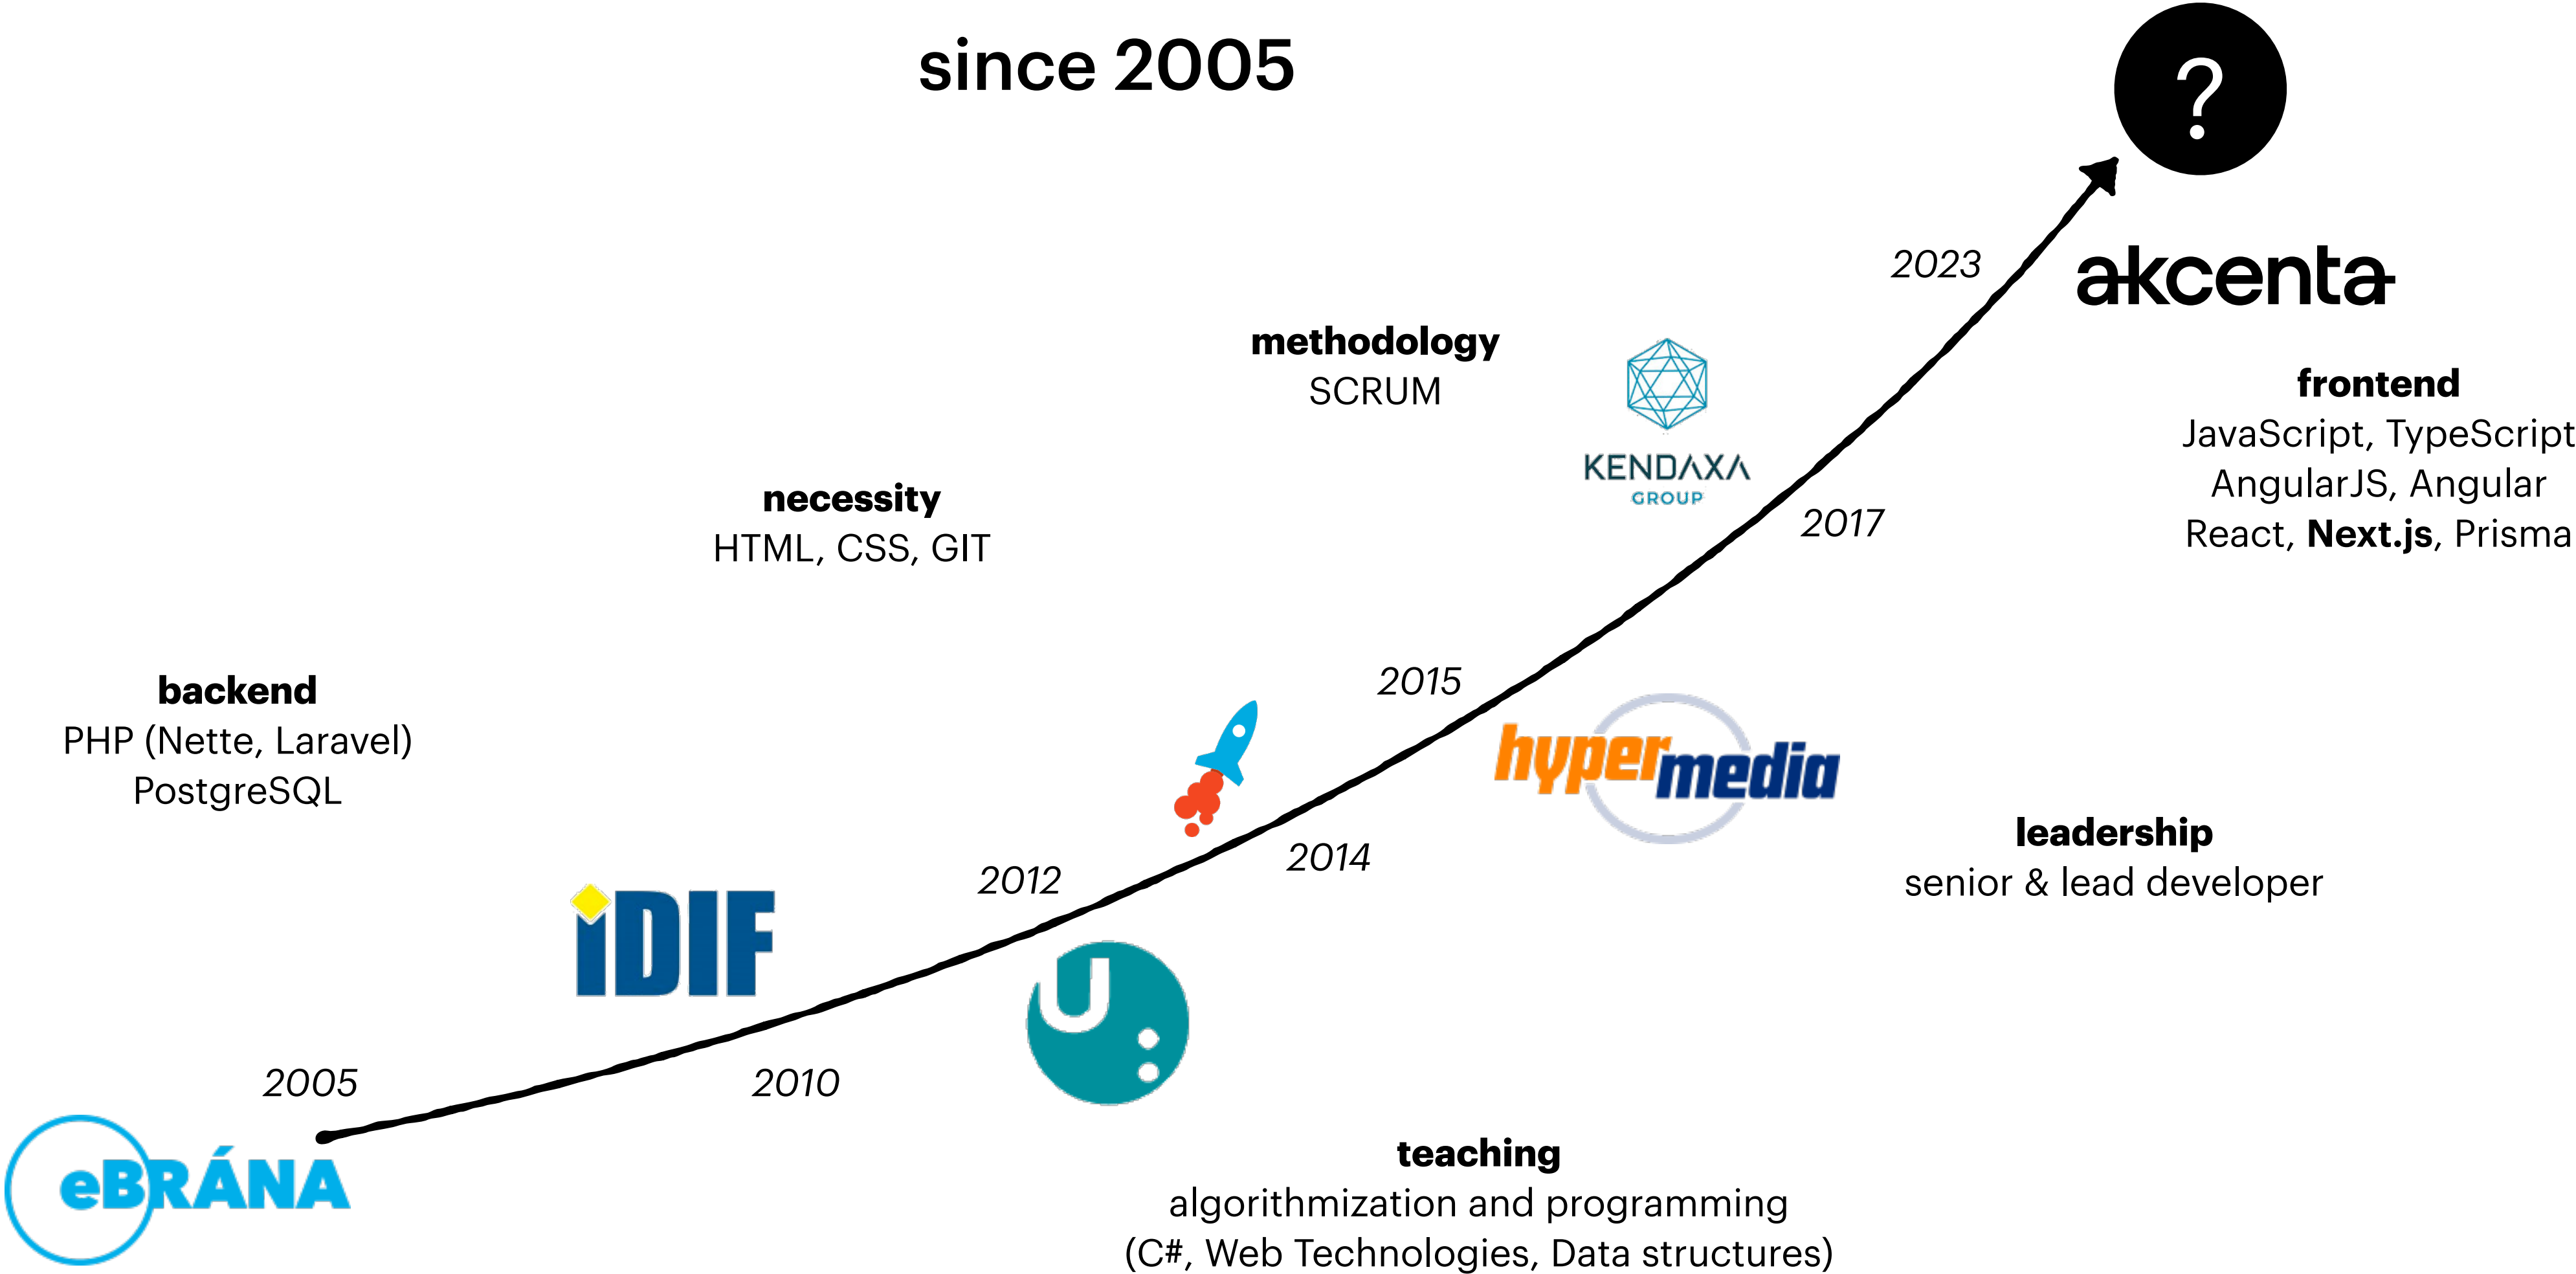 since 2005
?
2023
akcenta
methodology
SCRUM
KENDAXA
GROUP
frontend
JavaScript, TypeScript
AngularJS, Angular
React, Next.js, Prisma
necessity
HTML, CSS, GIT
2017
backend
PHP (Nette, Laravel)
PostgreSQL
2015
hypermedia
2014
leadership
senior & lead developer
iDIF
2012
U:
2005
2010
eBRÁNA
teaching
algorithmization and programming
(C#, Web Technologies, Data structures)